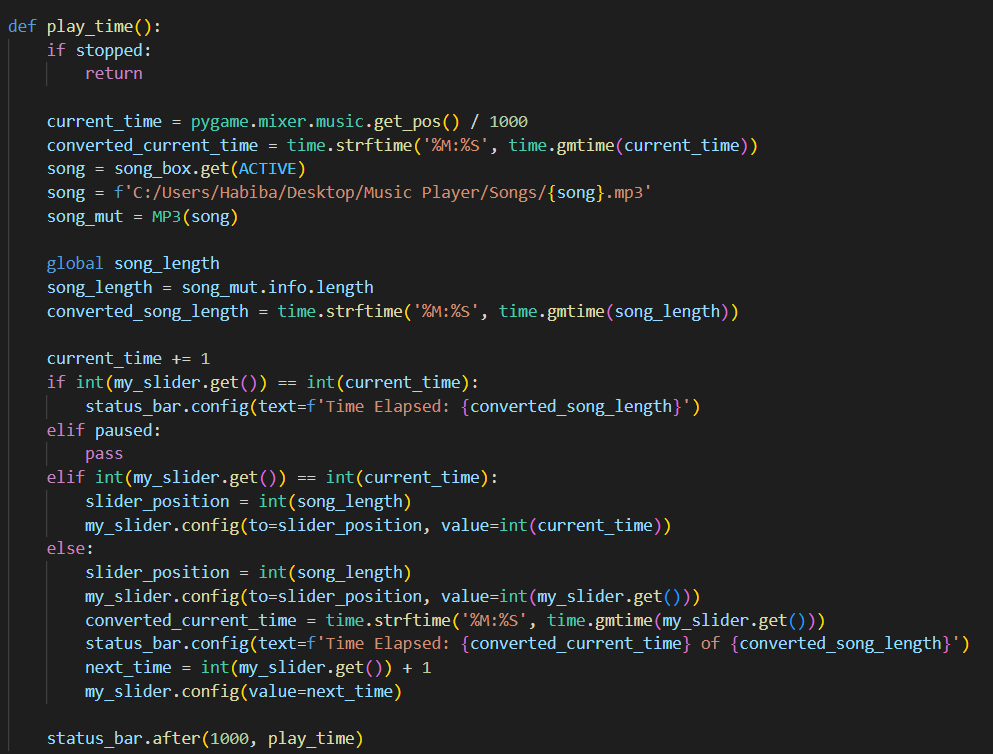 def play_time():
    if stopped:
        return

    current_time = pygame.mixer.music.get_pos() / 1000
    converted_current_time = time.strftime('%M:%S', time.gmtime(current_time))
    song = song_box.get(ACTIVE)
    song = f'C:/Users/Habiba/Desktop/Music Player/Songs/{song}.mp3'
    song_mut = MP3(song)

    global song_length
    song_length = song_mut.info.length
    converted_song_length = time.strftime('%M:%S', time.gmtime(song_length))

    current_time += 1
    if int(my_slider.get()) == int(current_time):
        status_bar.config(text=f'Time Elapsed: {converted_song_length}')
    elif paused:
        pass
    elif int(my_slider.get()) == int(current_time):
        slider_position = int(song_length)
        my_slider.config(to=slider_position, value=int(current_time))
    else:
        slider_position = int(song_length)
        my_slider.config(to=slider_position, value=int(my_slider.get()))
        converted_current_time = time.strftime('%M:%S', time.gmtime(my_slider.get()))
        status_bar.config(text=f'Time Elapsed: {converted_current_time} of {converted_song_length}')
        next_time = int(my_slider.get()) + 1
        my_slider.config(value=next_time)

    status_bar.after(1000, play_time)